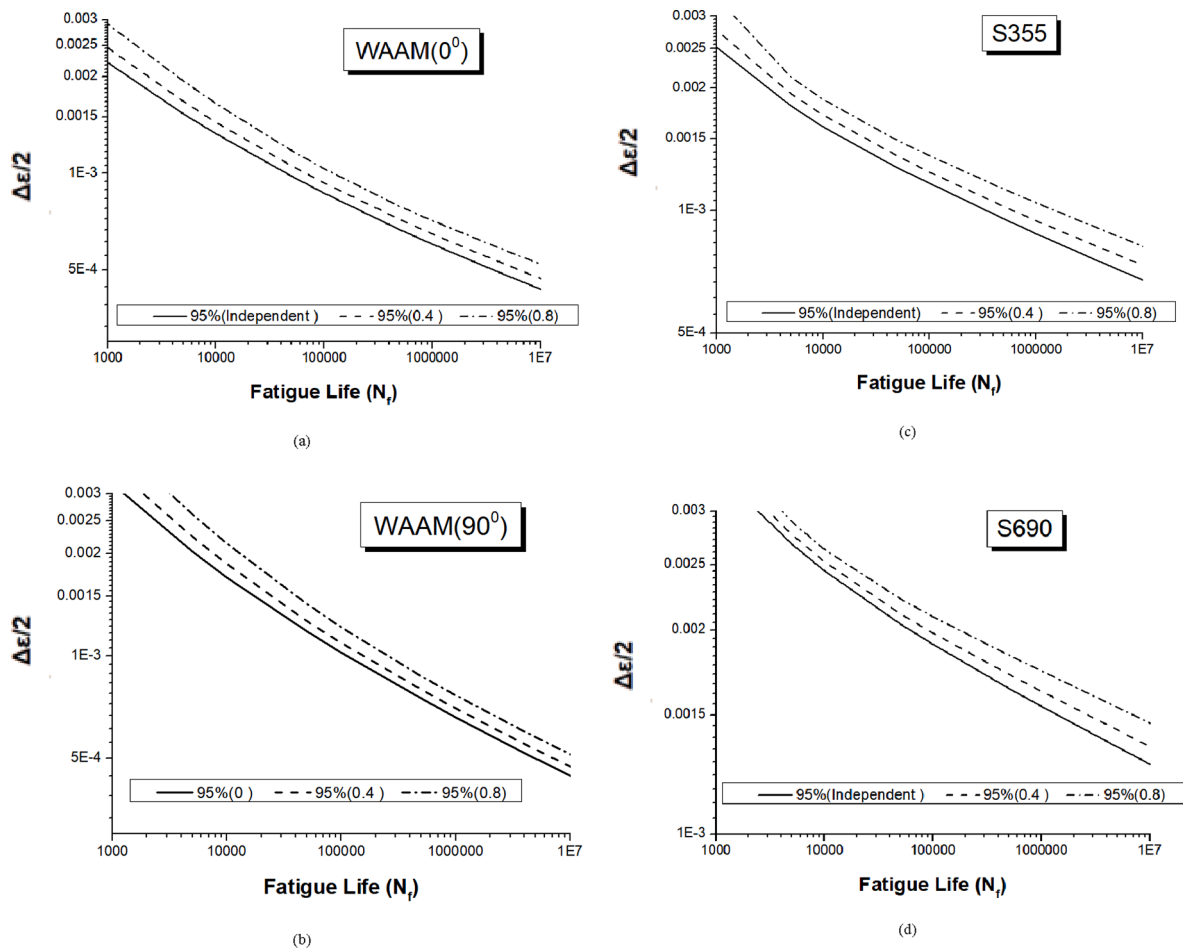 WAAM(0⁰)
0.003
0.0025
0.002
0.0015
1E-3
5E-4
Δε/2
95%(Independent ) 95%(0.4 ) 95%(0.8)
1000 10000 100000 1000000 1E7
Fatigue Life (N_f)
(a)
S355
0.003
0.0025
0.002
0.0015
1E-3
5E-4
Δε/2
95%(Independent) 95%(0.4 ) 95%(0.8)
1000 10000 100000 1000000 1E7
Fatigue Life (N_f)
(c)
WAAM(90⁰)
0.003
0.0025
0.002
0.0015
1E-3
5E-4
Δε/2
95%(0 ) 95%(0.4 ) 95%(0.8)
1000 10000 100000 1000000 1E7
Fatigue Life (N_f)
(b)
S690
0.003
0.0025
0.002
0.0015
1E-3
Δε/2
95%(Independent ) 95%(0.4 ) 95%(0.8)
1000 10000 100000 1000000 1E7
Fatigue Life (N_f)
(d)